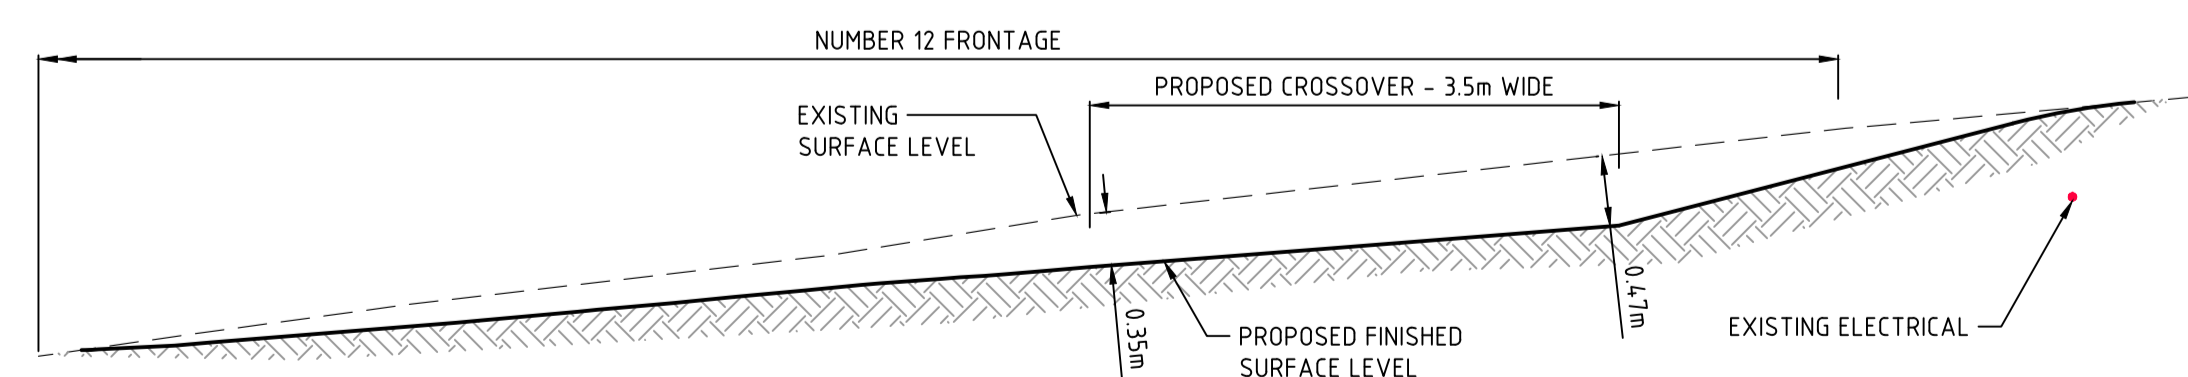 NUMBER 12 FRONTAGE
PROPOSED CROSSOVER - 3.5m WIDE
EXISTING
SURFACE LEVEL
0.47m
0.35m
EXISTING ELECTRICAL
PROPOSED FINISHED
SURFACE LEVEL